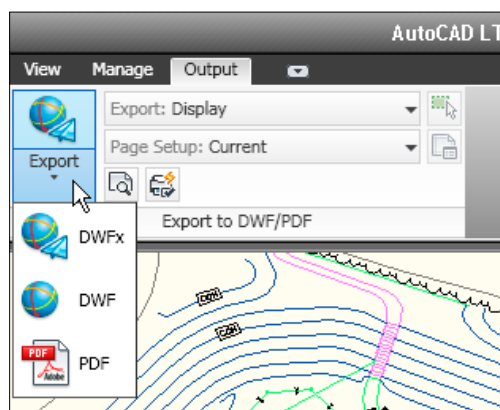 AutoCAD LT
View Manage Output
Export: Display
Page Setup: Current
Export
Export to DWF/PDF
DWFx
DWF
PDF
Adobe
PDF